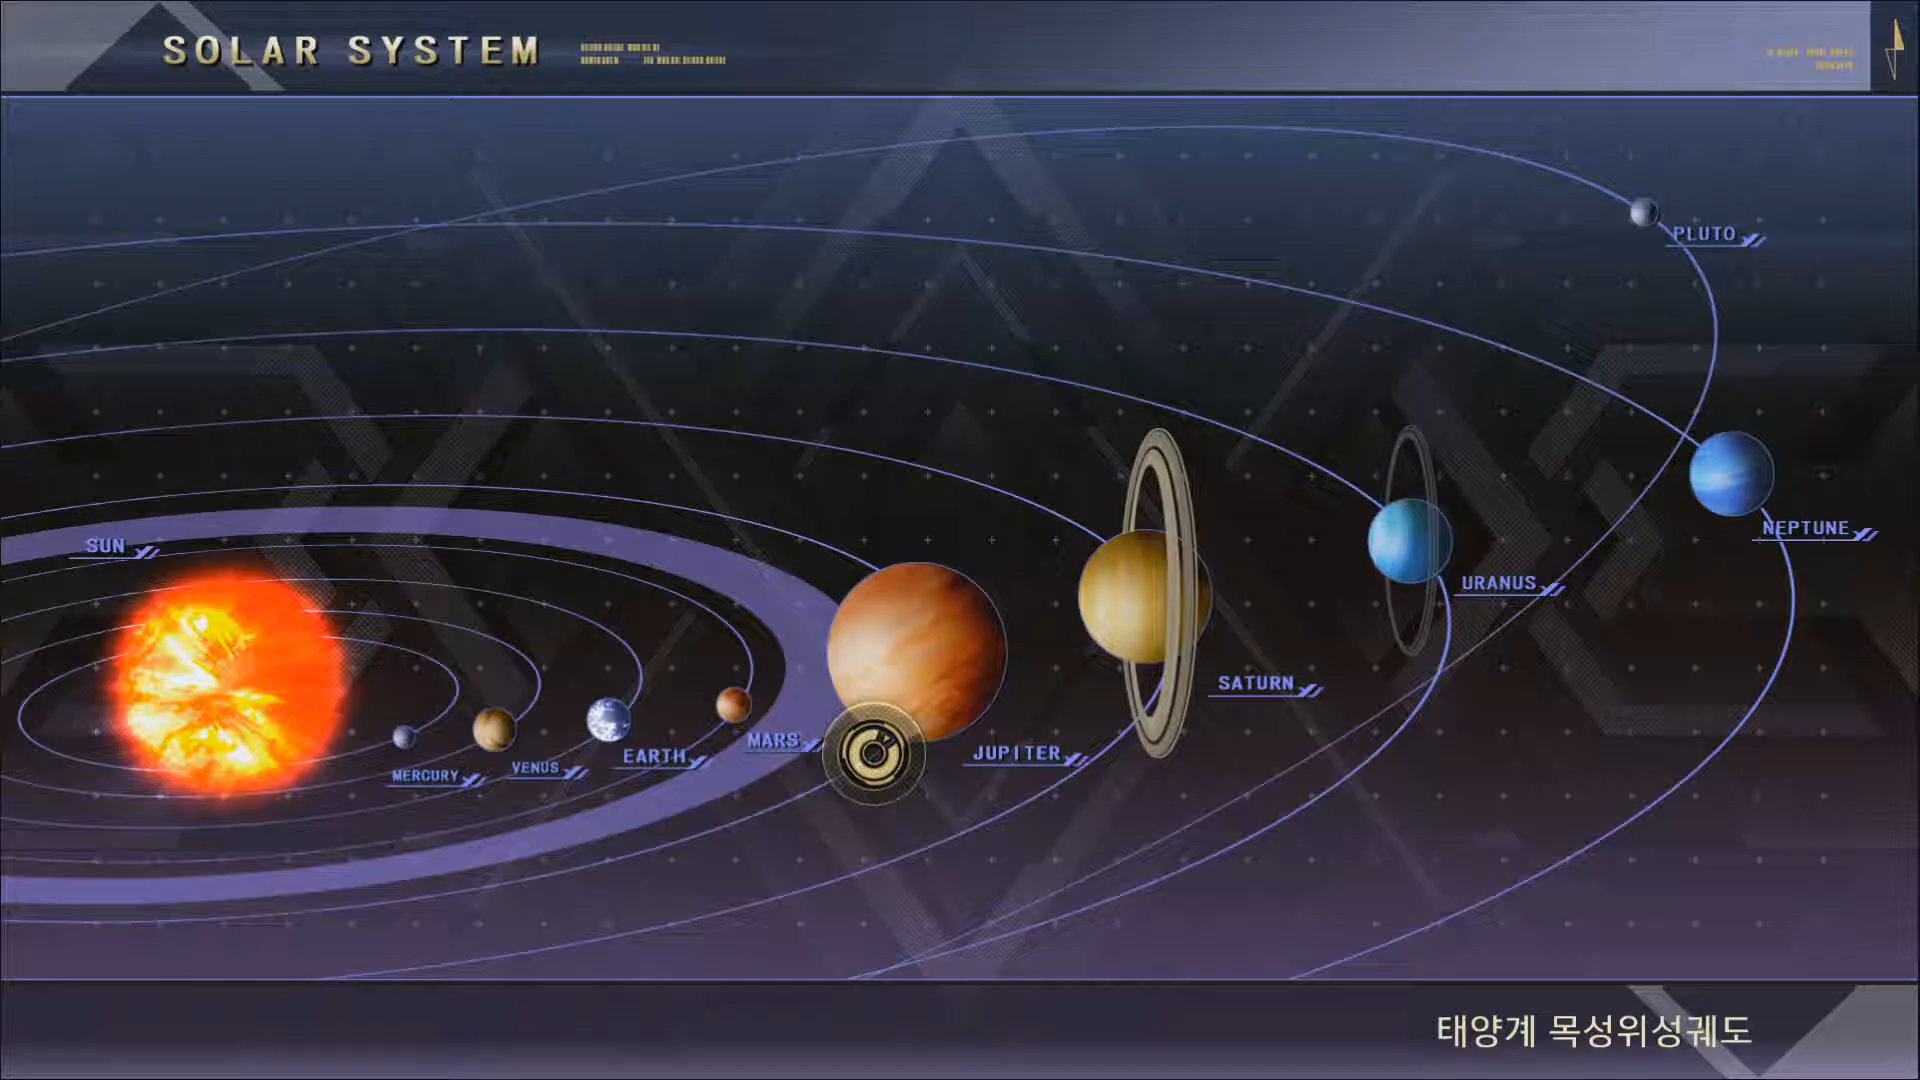 SOLAR SYSTEM
PLUTO
NEPTUNE
SUN
URANUS
SATURN
MARS
JUPITER
EARTH
VENUS
MERCURY
태양계 목성위성궤도